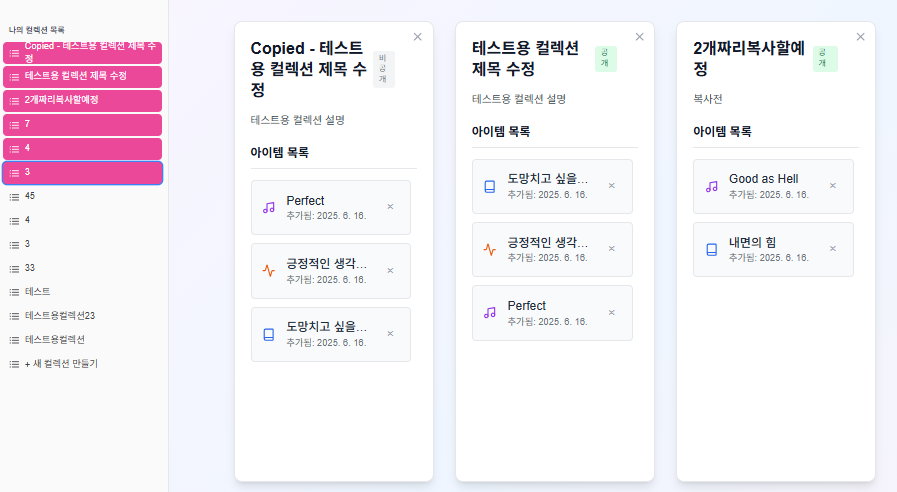 나의 컬렉션 목록
Copied - 테스트용 컬렉션 제목 수
정
테스트용 컬렉션 제목 수정
2개짜리복사할예정
7
4
3
45
4
3
33
테스트
테스트용컬렉션23
테스트용컬렉션
+ 새 컬렉션 만들기
Copied - 테스트
용 컬렉션 제목 수
정
비
공
개
테스트용 컬렉션 설명
아이템 목록
Perfect
추가됨: 2025. 6. 16.
긍정적인 생각...
추가됨: 2025. 6. 16.
도망치고 싶을...
추가됨: 2025. 6. 16.
테스트용 컬렉션
제목 수정
공
개
테스트용 컬렉션 설명
아이템 목록
도망치고 싶을...
추가됨: 2025. 6. 16.
긍정적인 생각...
추가됨: 2025. 6. 16.
Perfect
추가됨: 2025. 6. 16.
2개짜리복사할예
정
공
개
복사전
아이템 목록
Good as Hell
추가됨: 2025. 6. 16.
내면의 힘
추가됨: 2025. 6. 16.